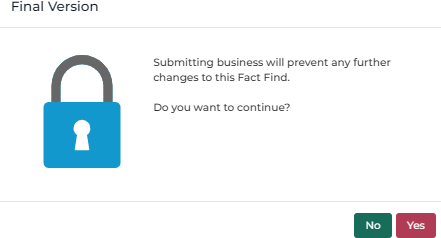 Final Version
Submitting business will prevent any further
changes to this Fact Find.
Do you want to continue?
No
Yes